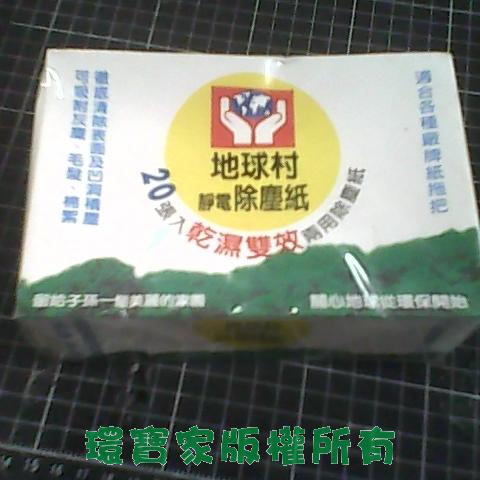 徹底清除表面及凹洞積塵
可吸附灰塵、毛髮、棉絮
適合各種廠牌紙拖把
地球村
靜電除塵紙
20張入乾濕雙效兩用除塵紙
留給子孫一個美麗的家園
關心地球從環保開始
環寶家版權所有
14 15 16